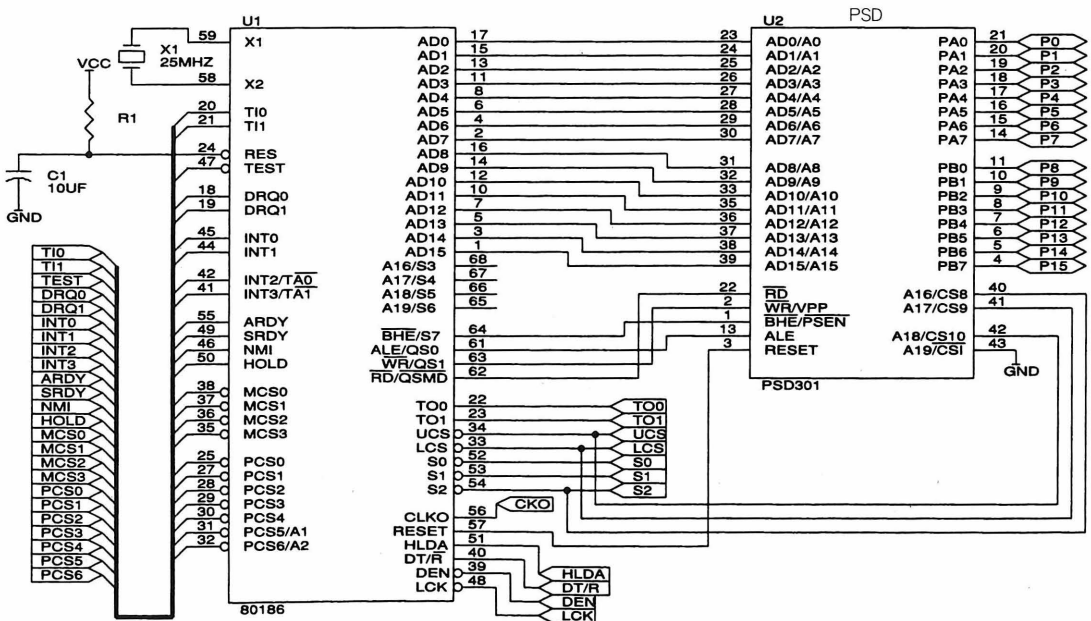 U1
U2
PSD
X1
25MHZ
VCC
R1
C1
10UF
GND
59 X1
58 X2
20 TI0
21 TI1
24 RES
47 TEST
18 DRQ0
19 DRQ1
45 INT0
44 INT1
42 INT2/TA0
41 INT3/TA1
55 ARDY
49 SRDY
46 NMI
50 HOLD
38 MCS0
37 MCS1
36 MCS2
35 MCS3
25 PCS0
27 PCS1
28 PCS2
29 PCS3
30 PCS4
31 PCS5/A1
32 PCS6/A2
80186
TI0
TI1
TEST
DRQ0
DRQ1
INT0
INT1
INT2
INT3
ARDY
SRDY
NMI
HOLD
MCS0
MCS1
MCS2
MCS3
PCS0
PCS1
PCS2
PCS3
PCS4
PCS5
PCS6
AD0 17
AD1 15
AD2 13
AD3 11
AD4 8
AD5 6
AD6 4
AD7 2
AD8 16
AD9 14
AD10 12
AD11 10
AD12 7
AD13 5
AD14 3
AD15 1
A16/S3 68
A17/S4 67
A18/S5 66
A19/S6 65
BHE/S7 64
ALE/QS0 61
WR/QS1 63
RD/QSMD 62
TO0 22 TO0
TO1 23 TO1
UCS 34 UCS
LCS 33 LCS
S0 52 S0
S1 53 S1
S2 54 S2
CLKO 56 CKO
RESET 57
HLDA 51 HLDA
DT/R 40 DT/R
DEN 39 DEN
LCK 48 LCK
23 AD0/A0
24 AD1/A1
25 AD2/A2
26 AD3/A3
27 AD4/A4
28 AD5/A5
29 AD6/A6
30 AD7/A7
31 AD8/A8
32 AD9/A9
33 AD10/A10
35 AD11/A11
36 AD12/A12
37 AD13/A13
38 AD14/A14
39 AD15/A15
22 RD
2 WR/VPP
1 BHE/PSEN
13 ALE
3 RESET
PSD301
PA0 21 P0
PA1 20 P1
PA2 19 P2
PA3 18 P3
PA4 17 P4
PA5 16 P5
PA6 15 P6
PA7 14 P7
PB0 11 P8
PB1 10 P9
PB2 9 P10
PB3 8 P11
PB4 7 P12
PB5 6 P13
PB6 5 P14
PB7 4 P15
A16/CS8 40
A17/CS9 41
A18/CS10 42
A19/CSI 43
GND